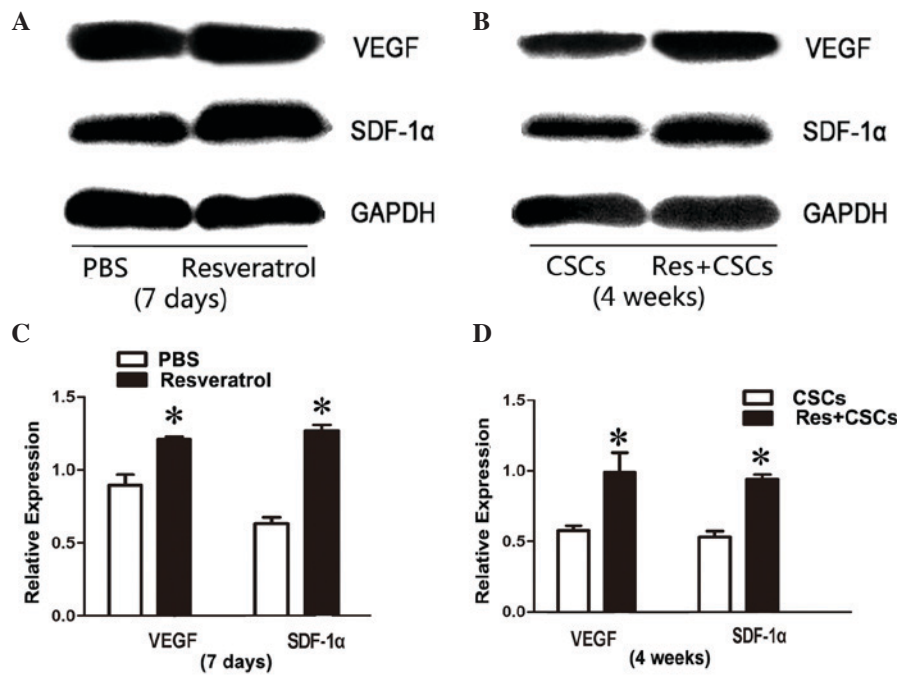 A
VEGF
SDF-1α
GAPDH
PBS Resveratrol
(7 days)
B
VEGF
SDF-1α
GAPDH
CSCs Res+CSCs
(4 weeks)
C
PBS
Resveratrol
Relative Expression
1.5
1.0
0.5
0.0
*
*
VEGF SDF-1α
(7 days)
D
CSCs
Res+CSCs
Relative Expression
1.5
1.0
0.5
0.0
*
*
VEGF SDF-1α
(4 weeks)